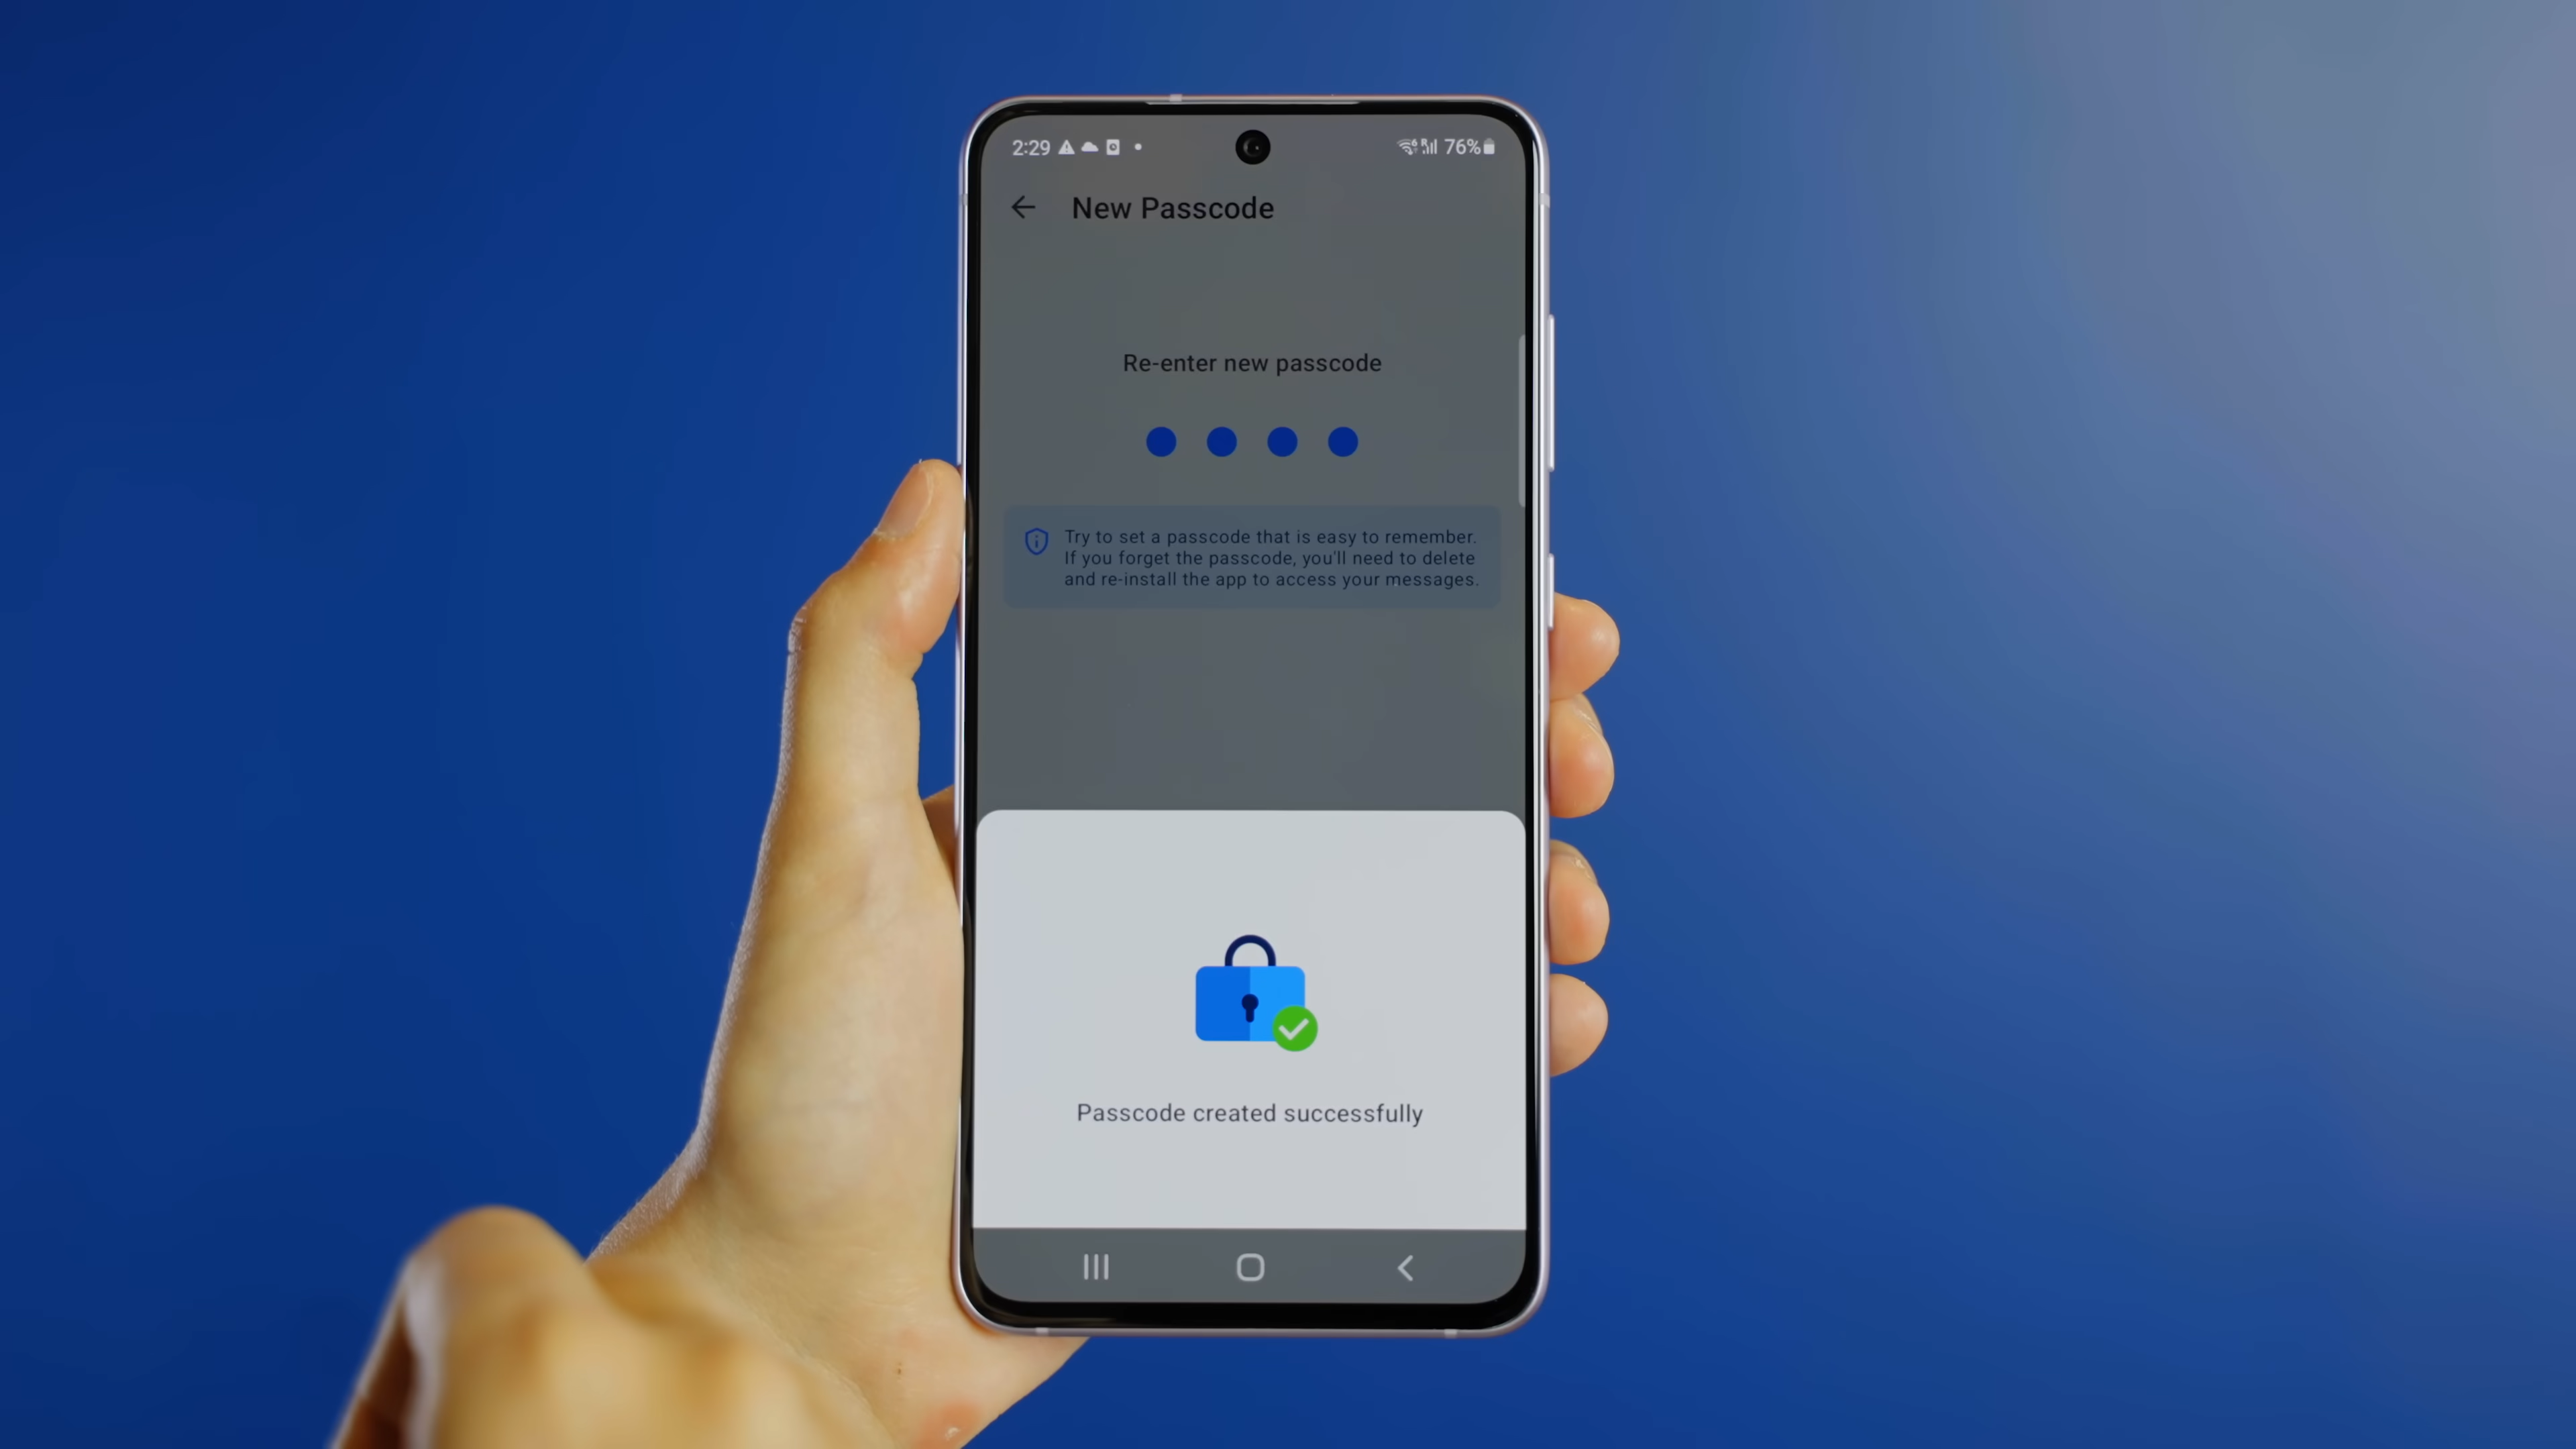 2:29 76%
New Passcode
Re-enter new passcode
Try to set a passcode that is easy to remember.
If you forget the passcode, you'll need to delete
and re-install the app to access your messages.
Passcode created successfully